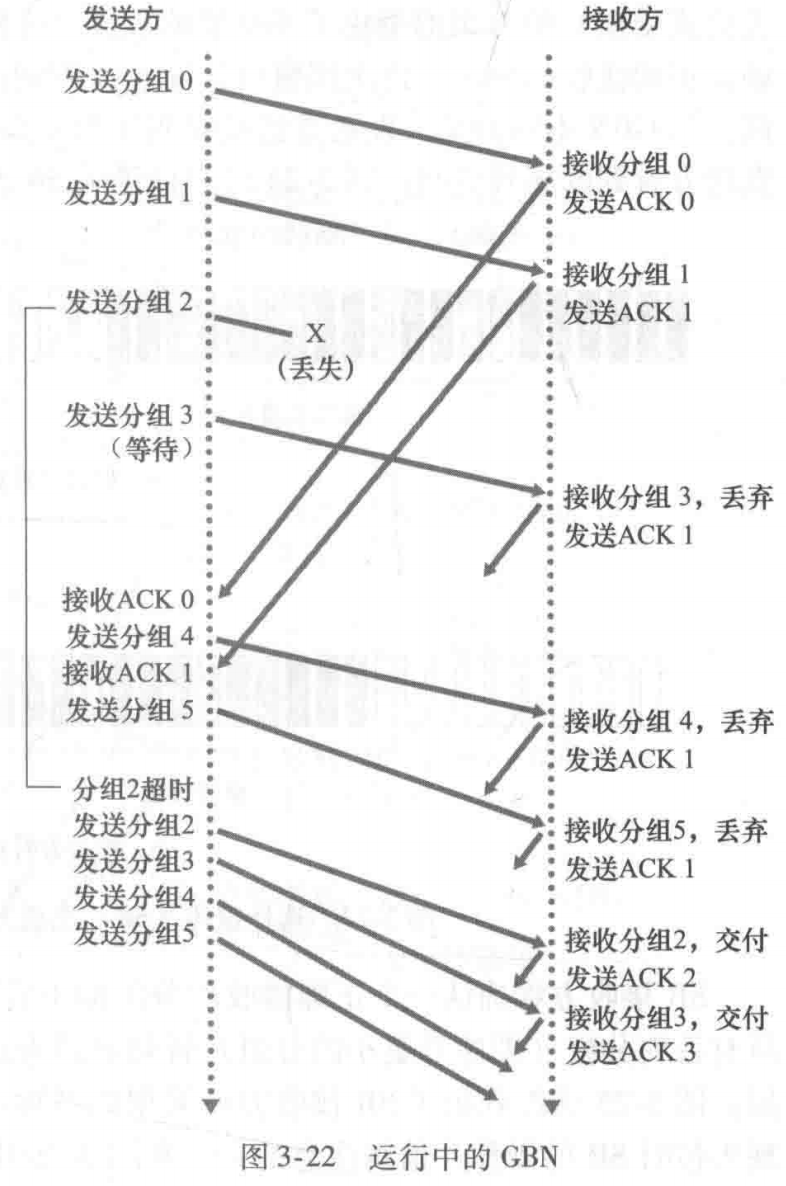 发送方
接收方
发送分组 0
接收分组 0
发送ACK 0
发送分组 1
接收分组 1
发送ACK 1
发送分组 2
X
(丢失)
发送分组 3
（等待）
接收分组 3，丢弃
发送ACK 1
接收ACK 0
发送分组 4
接收ACK 1
发送分组5
接收分组 4，丢弃
发送ACK 1
分组2超时
发送分组2
发送分组3
发送分组4
发送分组5
接收分组5，丢弃
发送ACK 1
接收分组2，交付
发送ACK 2
接收分组3，交付
发送ACK 3
图 3-22 运行中的 GBN